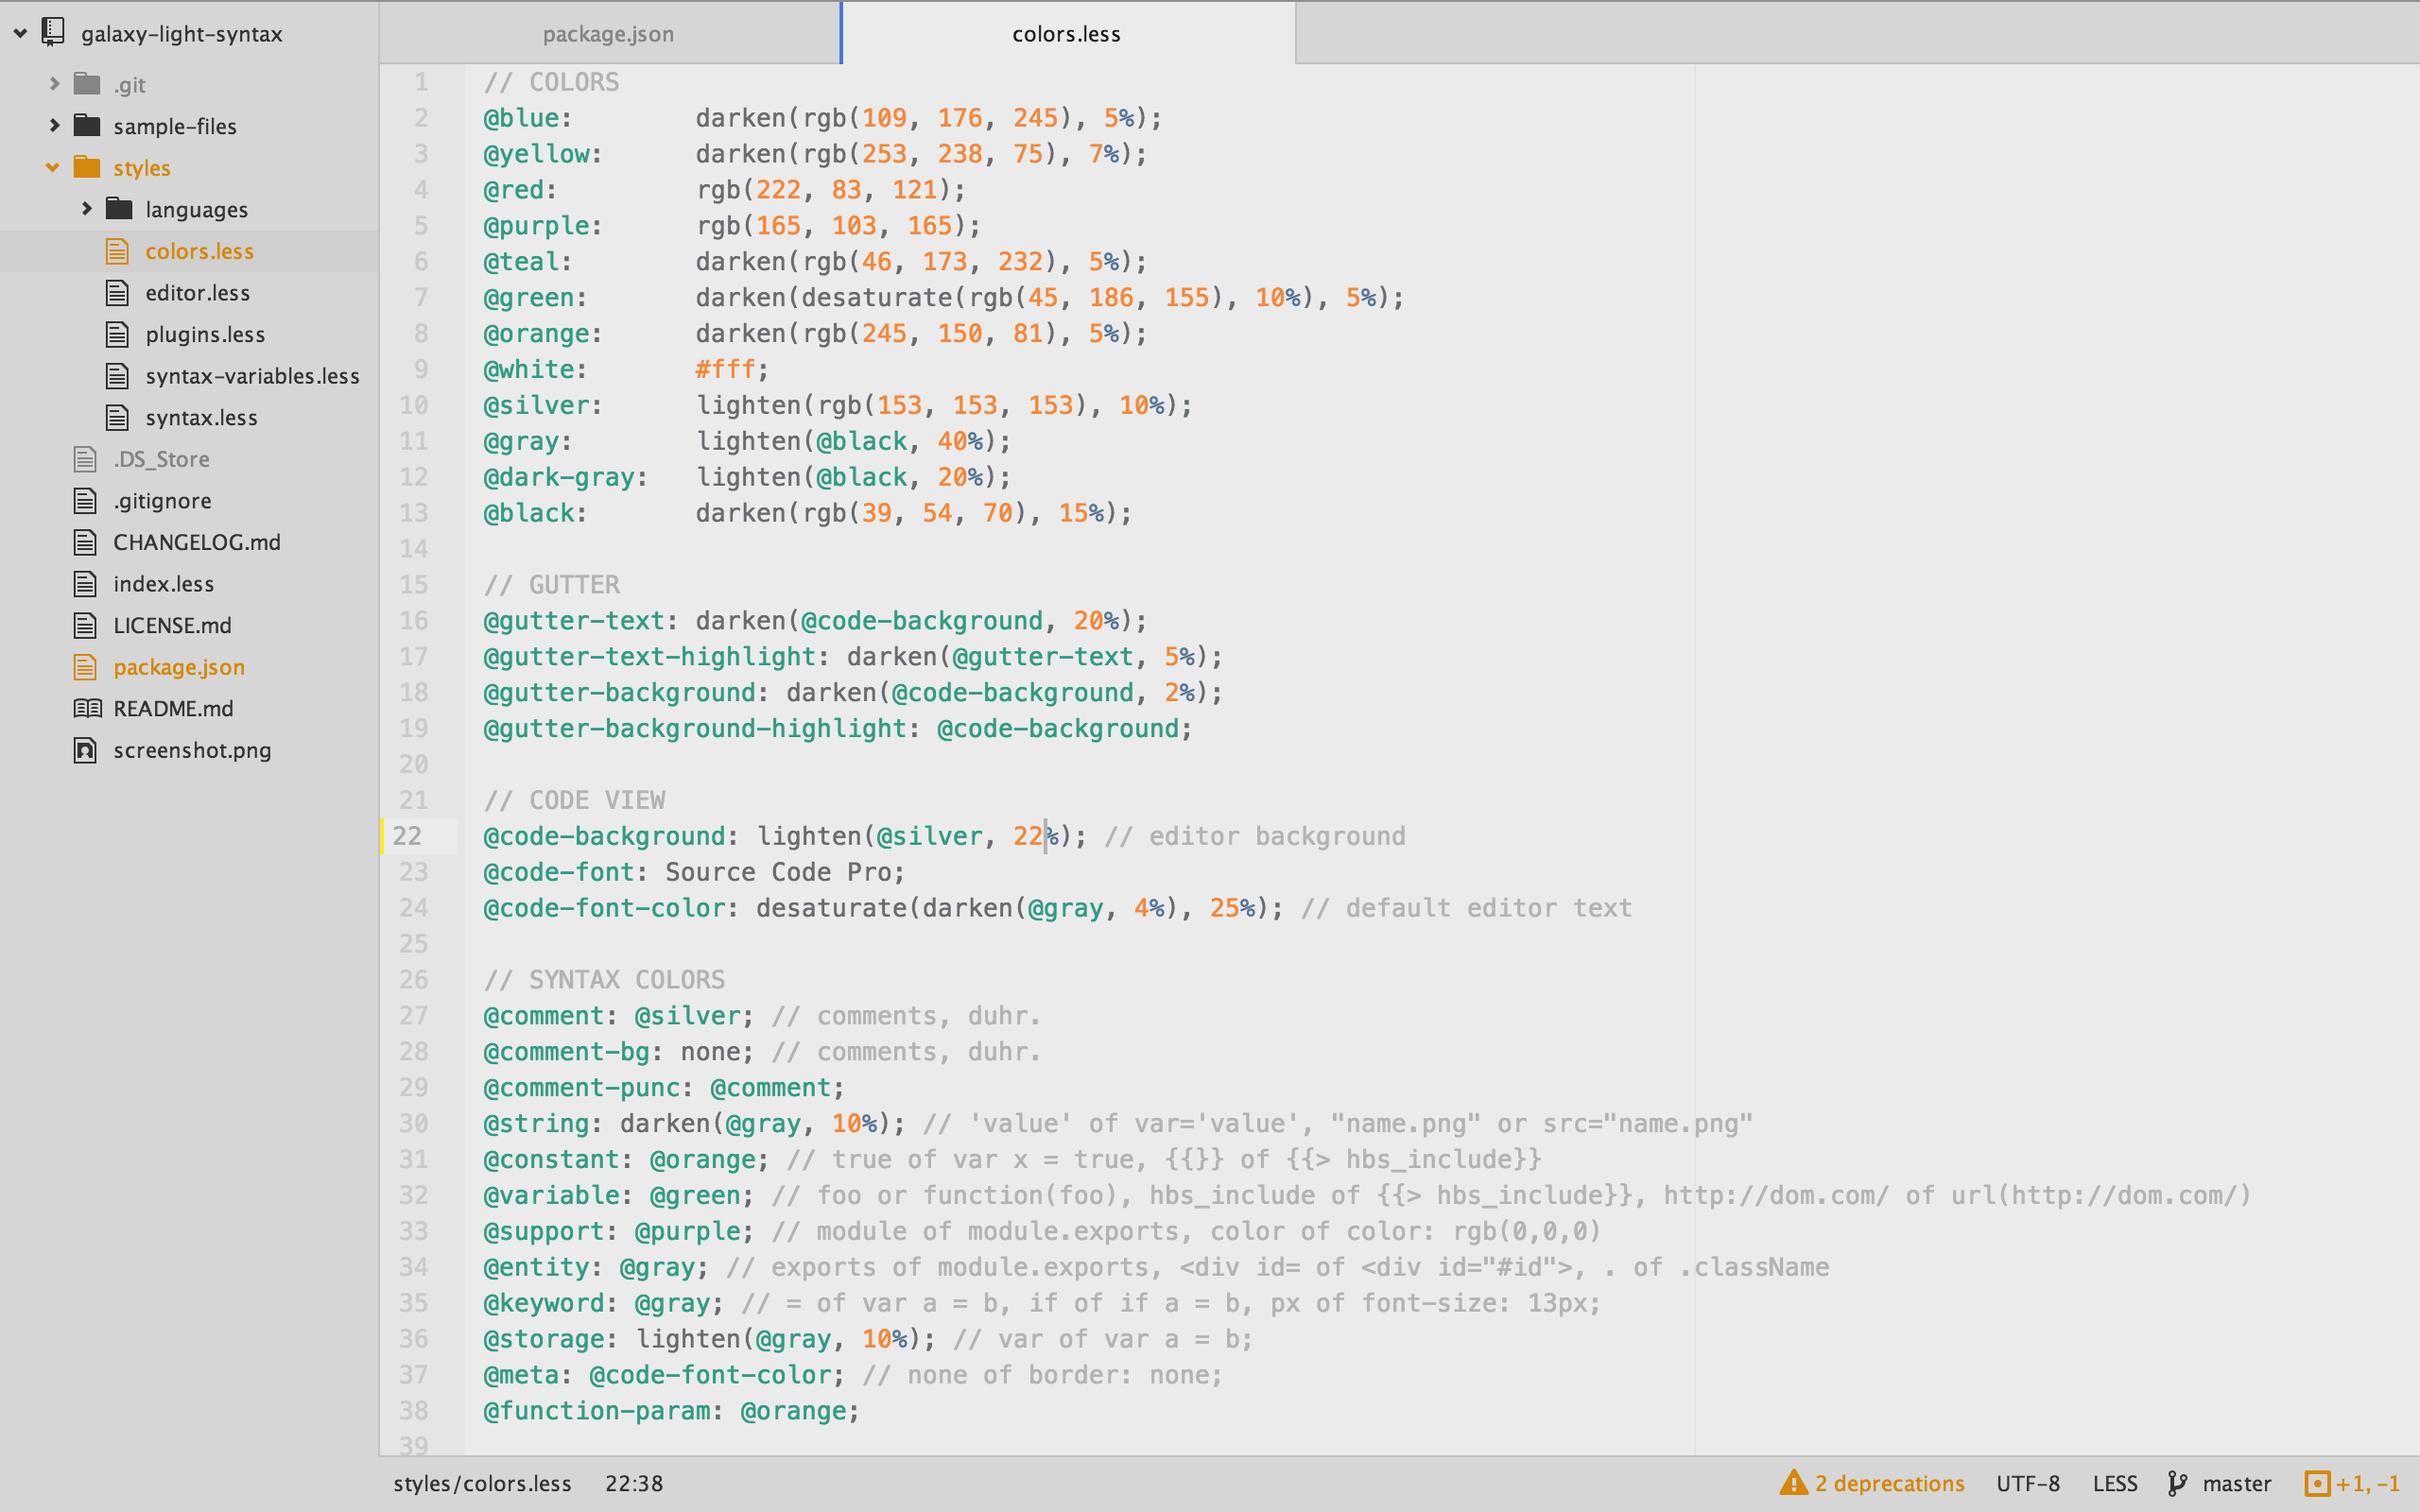 galaxy-light-syntax
.git
sample-files
styles
languages
colors.less
editor.less
plugins.less
syntax-variables.less
syntax.less
.DS_Store
.gitignore
CHANGELOG.md
index.less
LICENSE.md
package.json
README.md
screenshot.png
package.json
colors.less
1 // COLORS
2 @blue: darken(rgb(109, 176, 245), 5%);
3 @yellow: darken(rgb(253, 238, 75), 7%);
4 @red: rgb(222, 83, 121);
5 @purple: rgb(165, 103, 165);
6 @teal: darken(rgb(46, 173, 232), 5%);
7 @green: darken(desaturate(rgb(45, 186, 155), 10%), 5%);
8 @orange: darken(rgb(245, 150, 81), 5%);
9 @white: #fff;
10 @silver: lighten(rgb(153, 153, 153), 10%);
11 @gray: lighten(@black, 40%);
12 @dark-gray: lighten(@black, 20%);
13 @black: darken(rgb(39, 54, 70), 15%);
14
15 // GUTTER
16 @gutter-text: darken(@code-background, 20%);
17 @gutter-text-highlight: darken(@gutter-text, 5%);
18 @gutter-background: darken(@code-background, 2%);
19 @gutter-background-highlight: @code-background;
20
21 // CODE VIEW
22 @code-background: lighten(@silver, 22%); // editor background
23 @code-font: Source Code Pro;
24 @code-font-color: desaturate(darken(@gray, 4%), 25%); // default editor text
25
26 // SYNTAX COLORS
27 @comment: @silver; // comments, duhr.
28 @comment-bg: none; // comments, duhr.
29 @comment-punc: @comment;
30 @string: darken(@gray, 10%); // 'value' of var='value', "name.png" or src="name.png"
31 @constant: @orange; // true of var x = true, {{}} of {{> hbs_include}}
32 @variable: @green; // foo or function(foo), hbs_include of {{> hbs_include}}, http://dom.com/ of url(http://dom.com/)
33 @support: @purple; // module of module.exports, color of color: rgb(0,0,0)
34 @entity: @gray; // exports of module.exports, <div id= of <div id="#id">, . of .className
35 @keyword: @gray; // = of var a = b, if of if a = b, px of font-size: 13px;
36 @storage: lighten(@gray, 10%); // var of var a = b;
37 @meta: @code-font-color; // none of border: none;
38 @function-param: @orange;
39
styles/colors.less 22:38 2 deprecations UTF-8 LESS master +1, -1